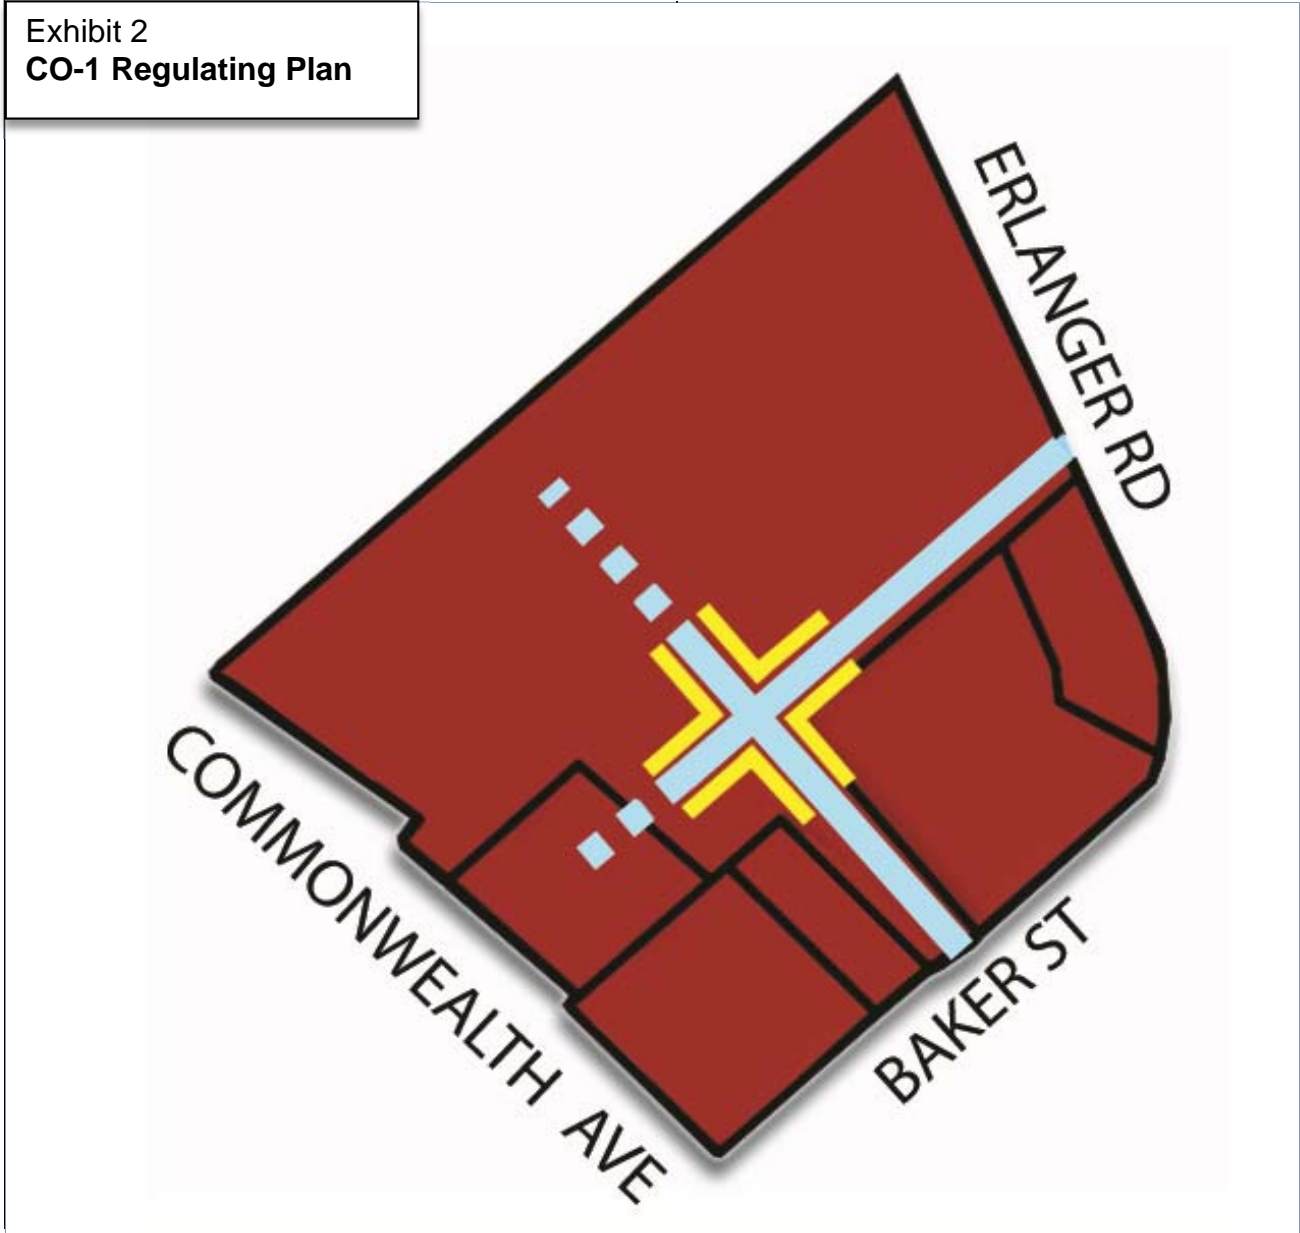 Exhibit 2
CO-1 Regulating Plan
ERLANGER RD
COMMONWEALTH AVE
BAKER ST